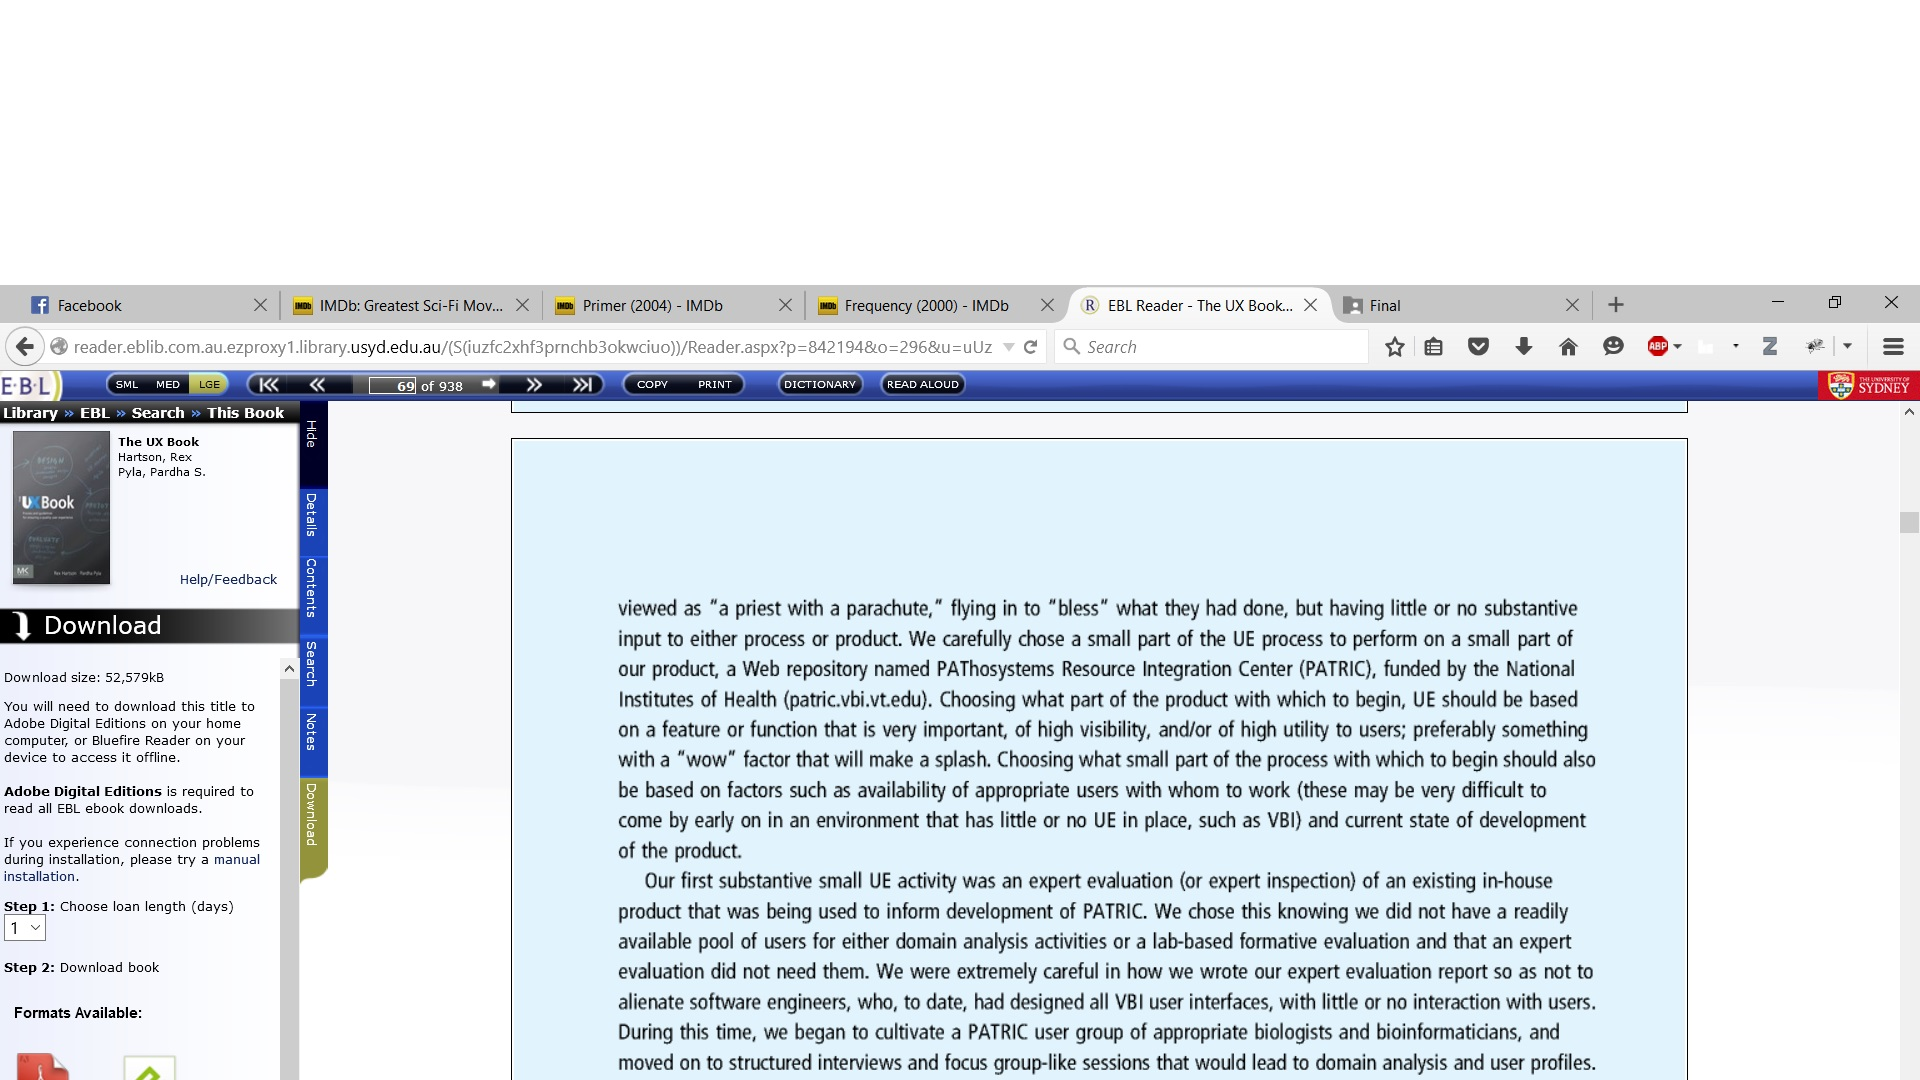 Facebook
IMDb: Greatest Sci-Fi Mov...
Primer (2004) - IMDb
Frequency (2000) - IMDb
EBL Reader - The UX Book...
Final
reader.eblib.com.au.ezproxy1.library.usyd.edu.au/(S(iuzfc2xhf3prnchb3okwciuo))/Reader.aspx?p=842194&o=296&u=uUz
Search
ABP
E·B·L
SML MED LGE
69 of 938
COPY PRINT
DICTIONARY
READ ALOUD
THE UNIVERSITY OF
SYDNEY
Library » EBL » Search » This Book
The UX Book
Hartson, Rex
Pyla, Pardha S.
UX Book
MK
Help/Feedback
Download
Download size: 52,579kB
You will need to download this title to
Adobe Digital Editions on your home
computer, or Bluefire Reader on your
device to access it offline.
Adobe Digital Editions is required to
read all EBL ebook downloads.
If you experience connection problems
during installation, please try a manual
installation.
Step 1: Choose loan length (days)
1
Step 2: Download book
Formats Available:
Hide
Details
Contents
Search
Notes
Download
viewed as “a priest with a parachute,” flying in to “bless” what they had done, but having little or no substantive
input to either process or product. We carefully chose a small part of the UE process to perform on a small part of
our product, a Web repository named PAThosystems Resource Integration Center (PATRIC), funded by the National
Institutes of Health (patric.vbi.vt.edu). Choosing what part of the product with which to begin, UE should be based
on a feature or function that is very important, of high visibility, and/or of high utility to users; preferably something
with a “wow” factor that will make a splash. Choosing what small part of the process with which to begin should also
be based on factors such as availability of appropriate users with whom to work (these may be very difficult to
come by early on in an environment that has little or no UE in place, such as VBI) and current state of development
of the product.
Our first substantive small UE activity was an expert evaluation (or expert inspection) of an existing in-house
product that was being used to inform development of PATRIC. We chose this knowing we did not have a readily
available pool of users for either domain analysis activities or a lab-based formative evaluation and that an expert
evaluation did not need them. We were extremely careful in how we wrote our expert evaluation report so as not to
alienate software engineers, who, to date, had designed all VBI user interfaces, with little or no interaction with users.
During this time, we began to cultivate a PATRIC user group of appropriate biologists and bioinformaticians, and
moved on to structured interviews and focus group-like sessions that would lead to domain analysis and user profiles.